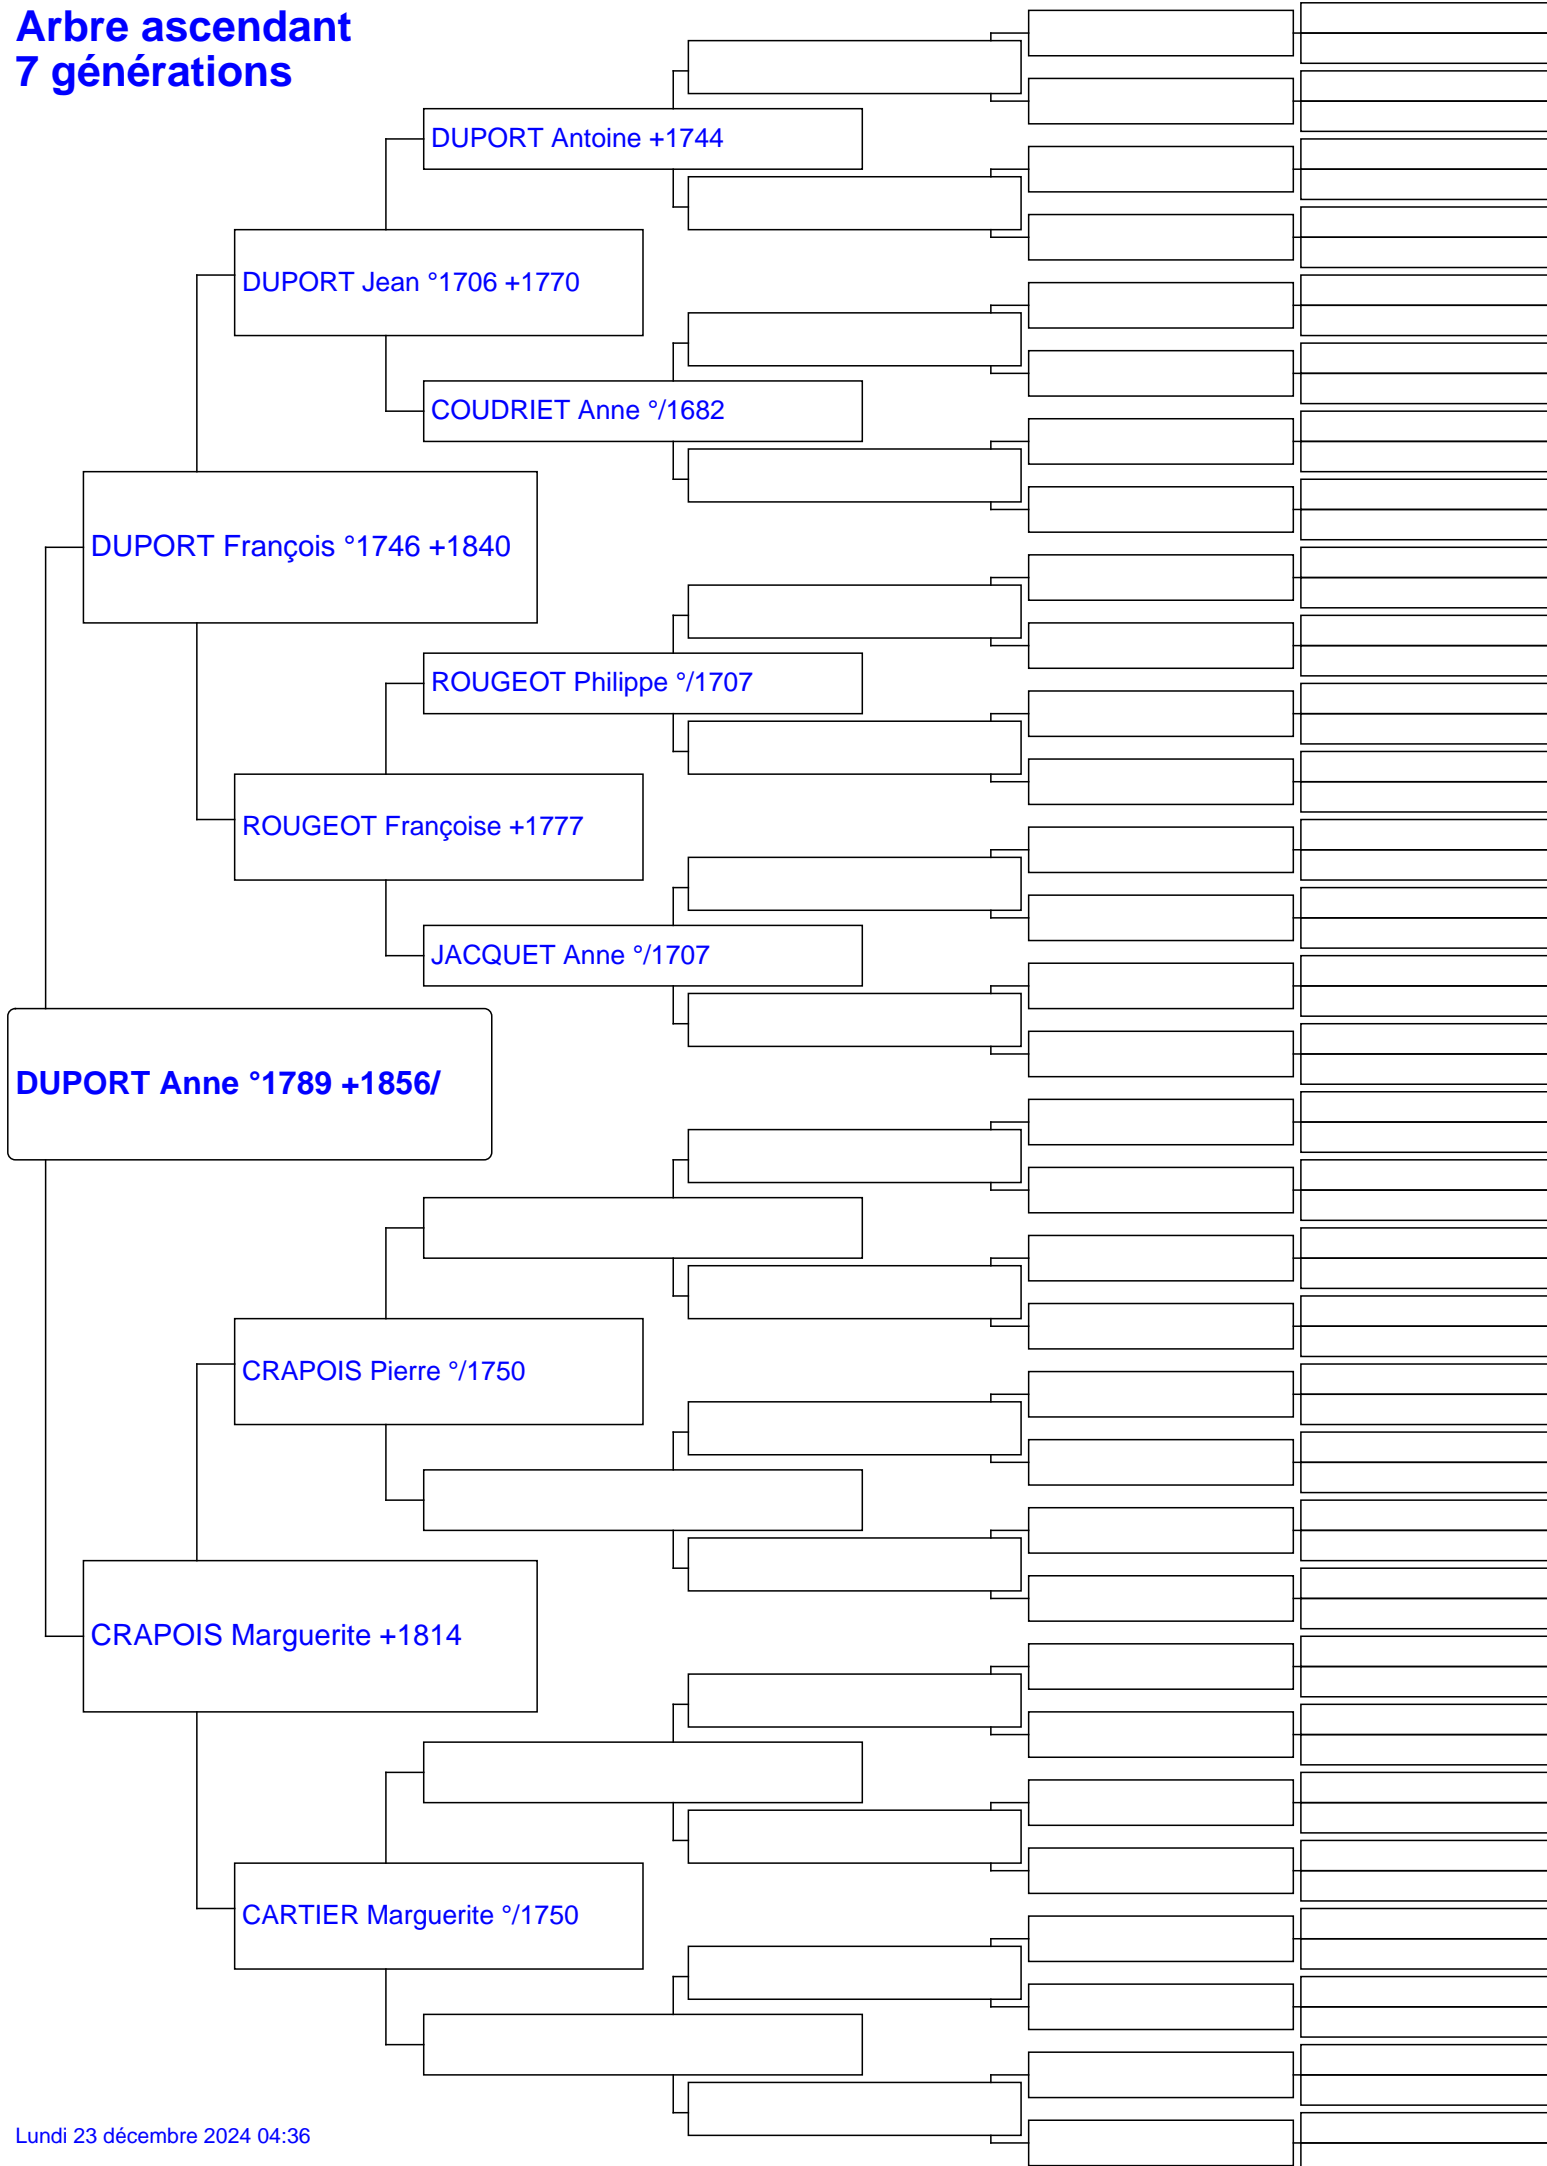 Arbre ascendant
7 générations
DUPORT Antoine +1744
DUPORT Jean °1706 +1770
COUDRIET Anne °/1682
DUPORT François °1746 +1840
ROUGEOT Philippe °/1707
ROUGEOT Françoise +1777
JACQUET Anne °/1707
DUPORT Anne °1789 +1856/
CRAPOIS Pierre °/1750
CRAPOIS Marguerite +1814
CARTIER Marguerite °/1750
Lundi 23 décembre 2024 04:36